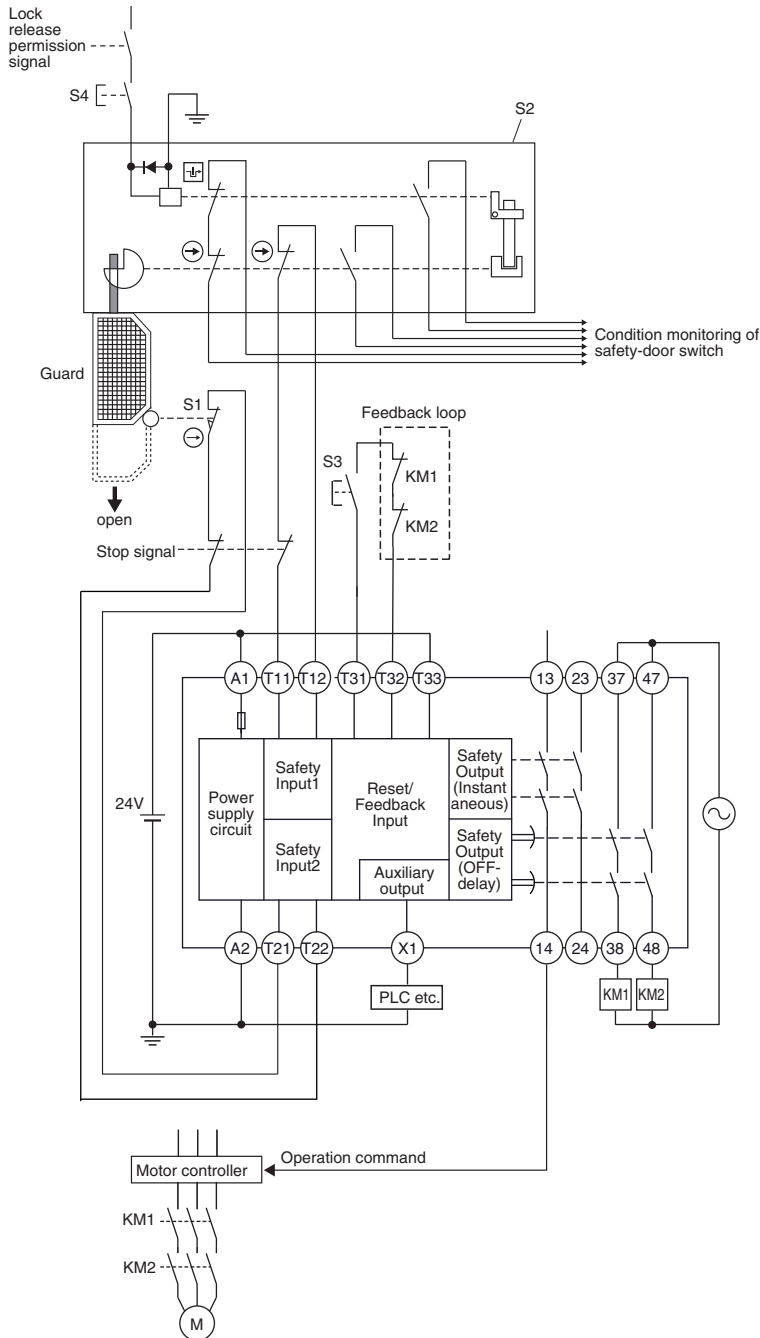 Lock
release
permission
signal
S4
S2
Guard
open
S1
Condition monitoring of
safety-door switch
Feedback loop
S3
KM1
KM2
Stop signal
A1
T11
T12
T31
T32
T33
13
23
37
47
24V
Power
supply
circuit
Safety
Input1
Safety
Input2
Reset/
Feedback
Input
Auxiliary
output
Safety
Output
(Instant
aneous)
Safety
Output
(OFF-
delay)
A2
T21
T22
X1
14
24
38
48
PLC etc.
KM1
KM2
Motor controller
Operation command
KM1
KM2
M